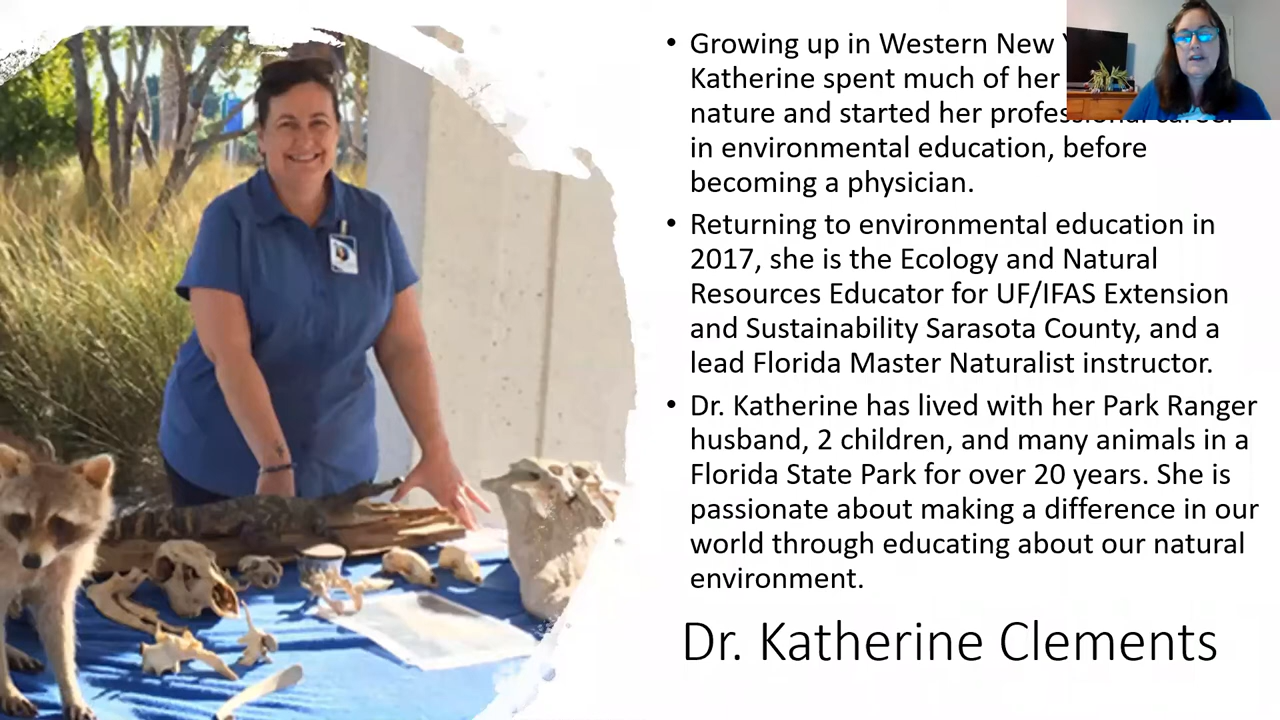 • Growing up in Western New
Katherine spent much of her
nature and started her professional career
in environmental education, before
becoming a physician.
• Returning to environmental education in
2017, she is the Ecology and Natural
Resources Educator for UF/IFAS Extension
and Sustainability Sarasota County, and a
lead Florida Master Naturalist instructor.
• Dr. Katherine has lived with her Park Ranger
husband, 2 children, and many animals in a
Florida State Park for over 20 years. She is
passionate about making a difference in our
world through educating about our natural
environment.
Dr. Katherine Clements